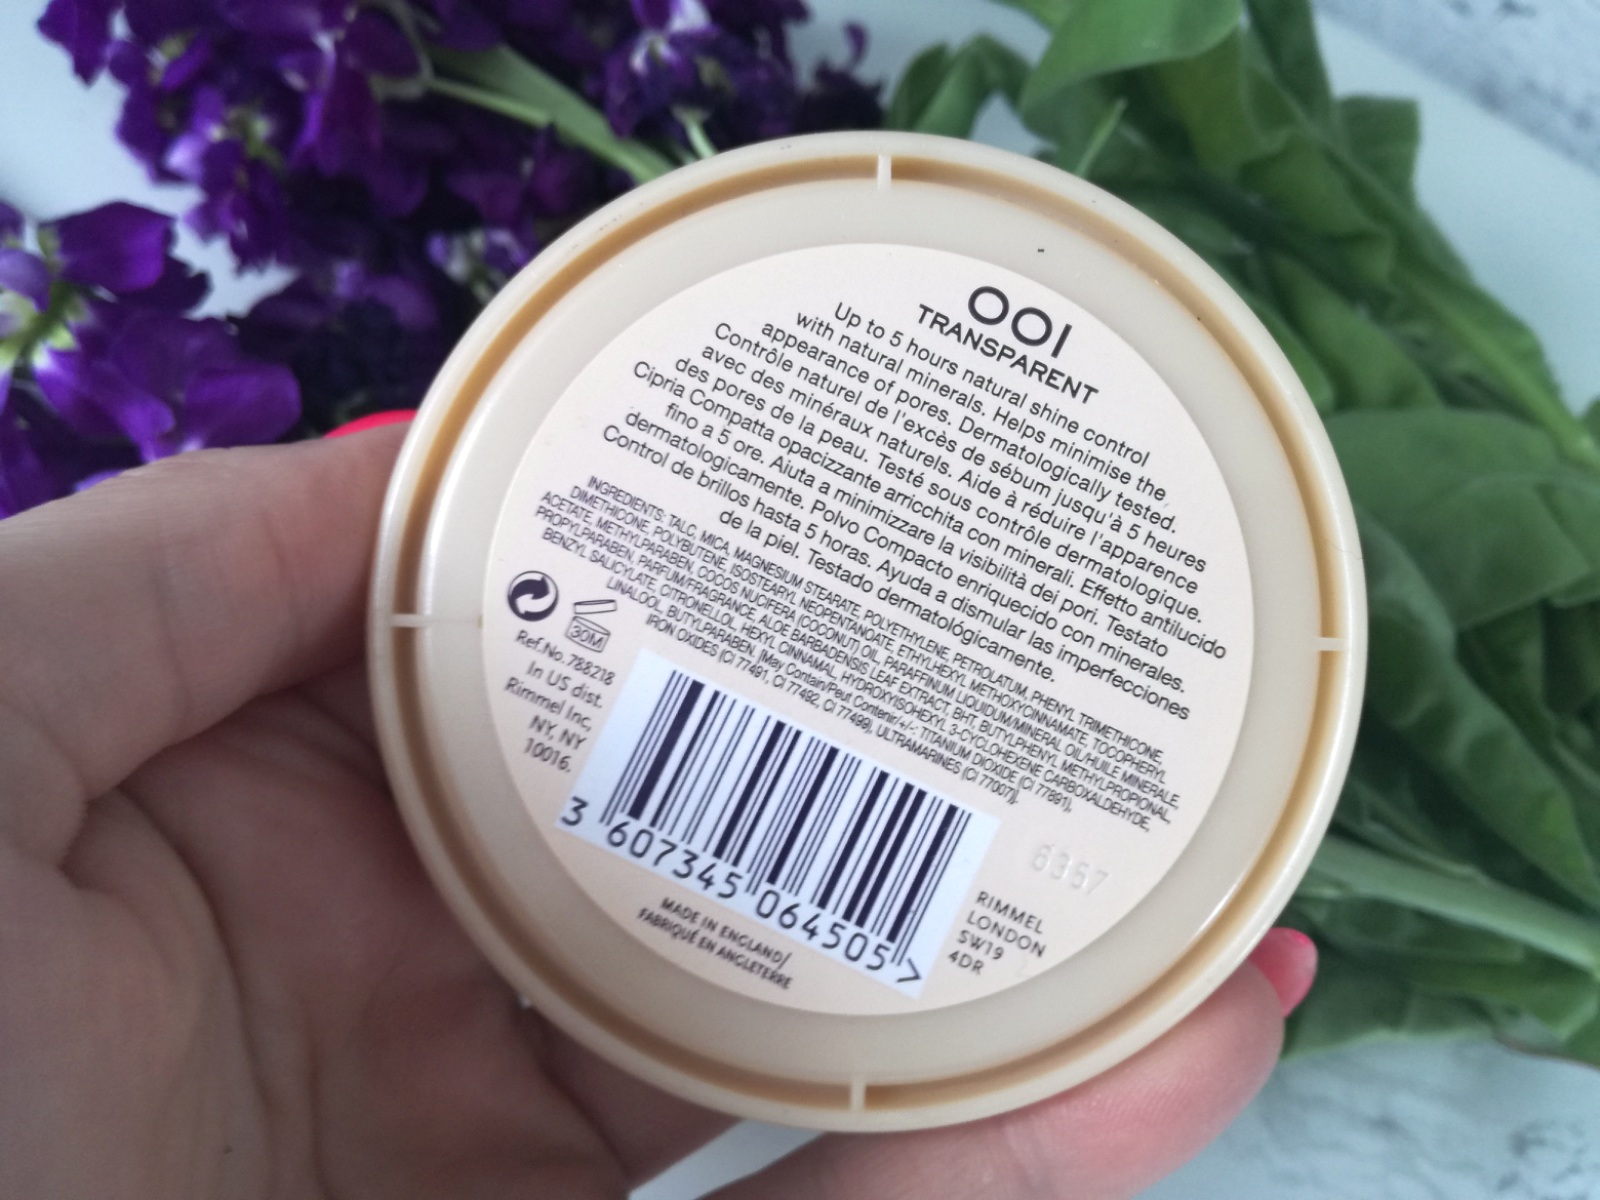 001
TRANSPARENT
Up to 5 hours natural shine control
with natural minerals. Helps minimise the
appearance of pores. Dermatologically tested.
Contrôle naturel de l'excès de sébum jusqu'à 5 heures
avec des minéraux naturels. Aide à réduire l'apparence
des pores de la peau. Testé sous contrôle dermatologique.
Cipria Compatta opacizzante arricchita con minerali. Effetto antilucido
fino a 5 ore. Aiuta a minimizzare la visibilità dei pori. Testato
dermatologicamente. Polvo Compacto enriquecido con minerales.
Control de brillos hasta 5 horas. Ayuda a dismular las imperfecciones
de la piel. Testado dermatológicamente.
INGREDIENTS: TALC, MICA, MAGNESIUM STEARATE, POLYETHYLENE, PETROLATUM, PHENYL TRIMETHICONE,
DIMETHICONE, POLYBUTENE, ISOSTEARYL NEOPENTANOATE, ETHYLHEXYL METHOXYCINNAMATE, TOCOPHERYL
ACETATE, METHYLPARABEN, COCOS NUCIFERA (COCONUT) OIL, PARAFFINUM LIQUIDUM/MINERAL OIL/HUILE MINERALE,
PROPYLPARABEN, PARFUM/FRAGRANCE, ALOE BARBADENSIS LEAF EXTRACT, BHT, BUTYLPHENYL METHYLPROPIONAL,
BENZYL SALICYLATE, CITRONELLOL, HEXYL CINNAMAL, HYDROXYISOHEXYL 3-CYCLOHEXENE CARBOXALDEHYDE,
LINALOOL, BUTYLPARABEN. [May Contain/Peut Contenir/+/-: TITANIUM DIOXIDE (CI 77891),
IRON OXIDES (CI 77491, CI 77492, CI 77499), ULTRAMARINES (CI 77007)].
30M
Ref.No. 788218
In US dist.
Rimmel Inc,
NY, NY
10016.
3 607345 064505 >
MADE IN ENGLAND/
FABRIQUÉ EN ANGLETERRE
6357
RIMMEL
LONDON
SW19
4DR